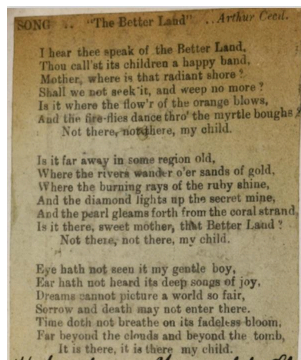 SONG .. "The Better Land" .. Arthur Cecil.
I hear thee speak of the Better Land,
Thou call'st its children a happy band,
Mother, where is that radiant shore?
Shall we not seek it, and weep no more?
Is it where the flow'r of the orange blows,
And the fire-flies dance thro' the myrtle boughs?
Not there, not there, my child.
Is it far away in some region old,
Where the rivers wander o'er sands of gold,
Where the burning rays of the ruby shine,
And the diamond lights up the secret mine,
And the pearl gleams forth from the coral strand,
Is it there, sweet mother, that Better Land?
Not there, not there, my child.
Eye hath not seen it my gentle boy,
Ear hath not heard its deep songs of joy,
Dreams cannot picture a world so fair,
Sorrow and death may not enter there.
Time doth not breathe on its fadeless bloom,
Far beyond the clouds and beyond the tomb,
It is there, it is there my child.